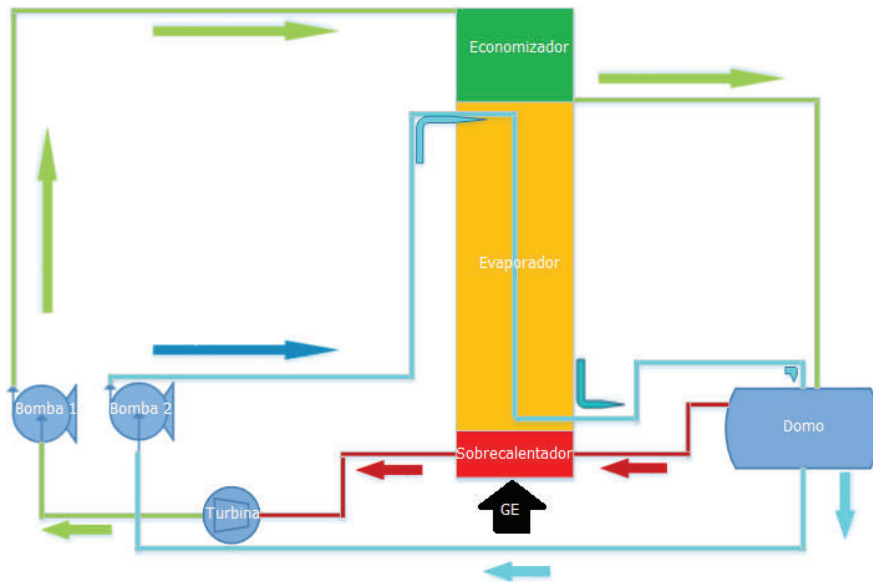 Economizador
Evaporador
Bomba 1
Bomba 2
Domo
Sobrecalentador
Turbina
GE